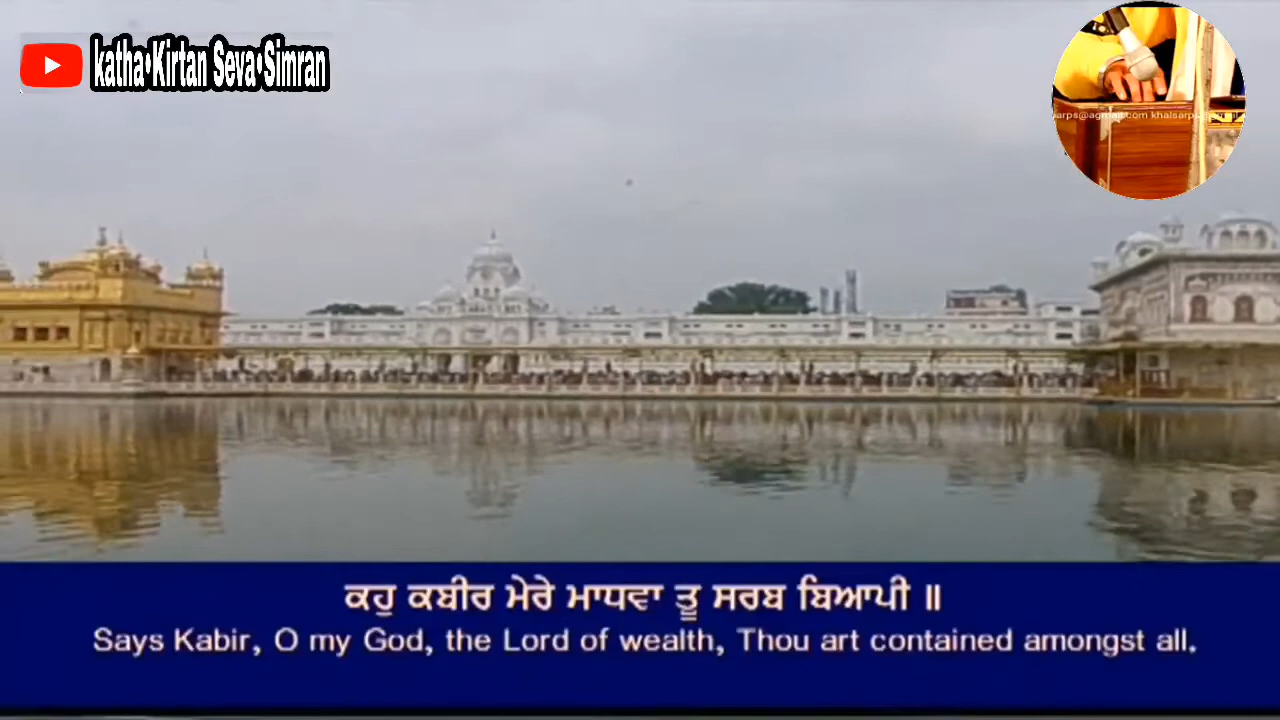 katha•Kirtan Seva•Simran
ਕਹੁ ਕਬੀਰ ਮੇਰੇ ਮਾਧਵਾ ਤੂ ਸਰਬ ਬਿਆਪੀ ॥
Says Kabir, O my God, the Lord of wealth, Thou art contained amongst all.